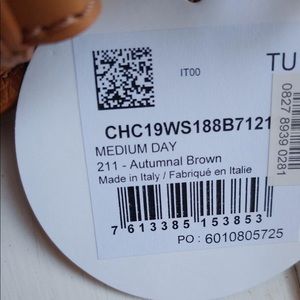 IT00
TU
CHC19WS188B7121
MEDIUM DAY
211 - Autumnal Brown
Made in Italy / Fabriqué en Italie
7 613385 153853
PO : 6010805725
0827 8939 0281